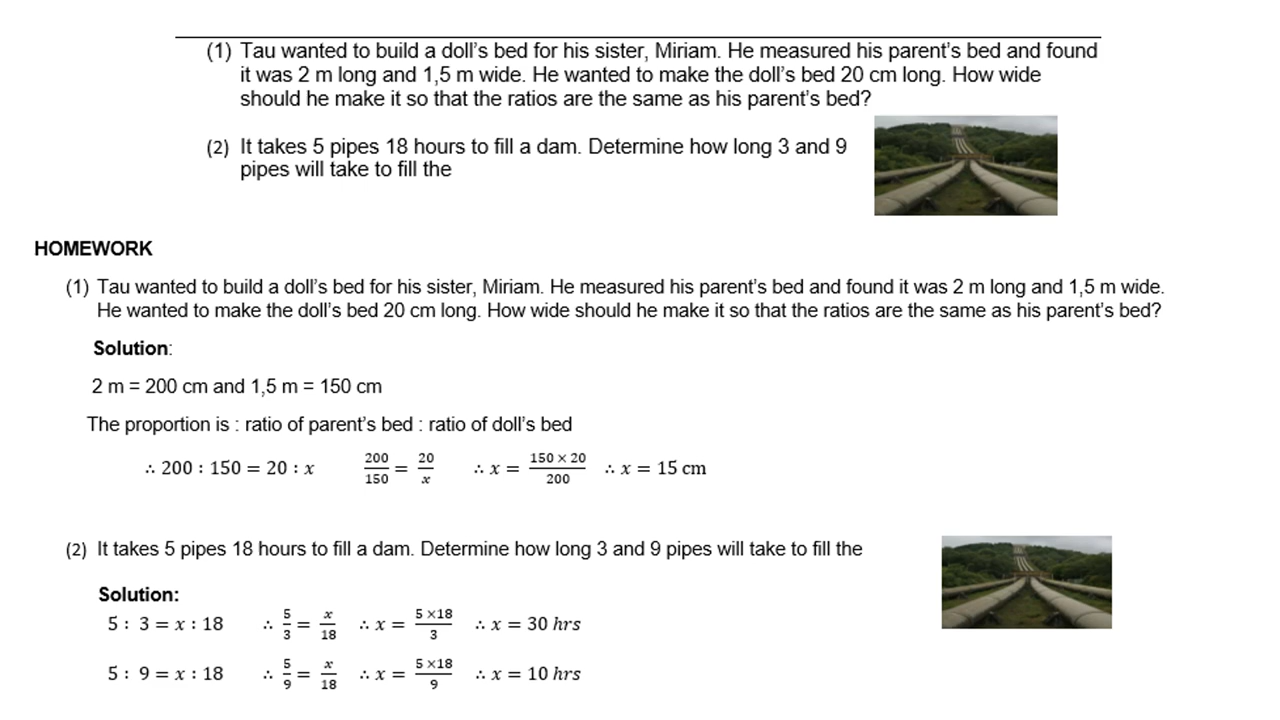 (1) Tau wanted to build a doll's bed for his sister, Miriam. He measured his parent's bed and found
it was 2 m long and 1,5 m wide. He wanted to make the doll's bed 20 cm long. How wide
should he make it so that the ratios are the same as his parent's bed?
(2) It takes 5 pipes 18 hours to fill a dam. Determine how long 3 and 9
pipes will take to fill the
HOMEWORK
(1) Tau wanted to build a doll's bed for his sister, Miriam. He measured his parent's bed and found it was 2 m long and 1,5 m wide.
He wanted to make the doll's bed 20 cm long. How wide should he make it so that the ratios are the same as his parent's bed?
Solution:
2 m = 200 cm and 1,5 m = 150 cm
The proportion is : ratio of parent's bed : ratio of doll's bed
∴ 200 : 150 = 20 : x 200/150 = 20/x ∴ x = 150 × 20/200 ∴ x = 15 cm
(2) It takes 5 pipes 18 hours to fill a dam. Determine how long 3 and 9 pipes will take to fill the
Solution:
5 : 3 = x : 18 ∴ 5/3 = x/18 ∴ x = 5 ×18/3 ∴ x = 30 hrs
5 : 9 = x : 18 ∴ 5/9 = x/18 ∴ x = 5 ×18/9 ∴ x = 10 hrs